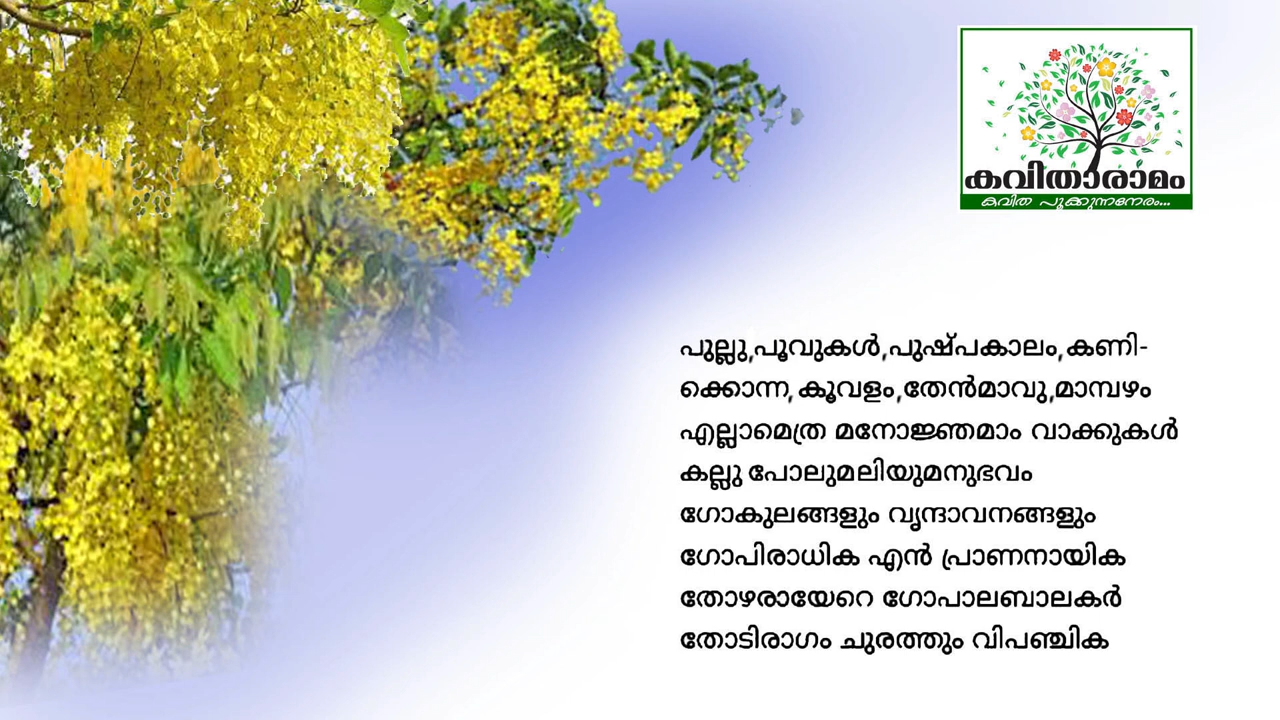 കവിതാരാമം
കവിത പൂക്കുന്നനേരം...
പുല്ലു,പൂവുകൾ,പുഷ്പകാലം,കണി-
ക്കൊന്ന,കൂവളം,തേൻമാവു,മാമ്പഴം
എല്ലാമെത്ര മനോജ്ഞമാം വാക്കുകൾ
കല്ലു പോലുമലിയുമനുഭവം
ഗോകുലങ്ങളും വൃന്ദാവനങ്ങളും
ഗോപിരാധിക എൻ പ്രാണനായിക
തോഴരായേറെ ഗോപാലബാലകർ
തോടിരാഗം ചുരത്തും വിപഞ്ചിക